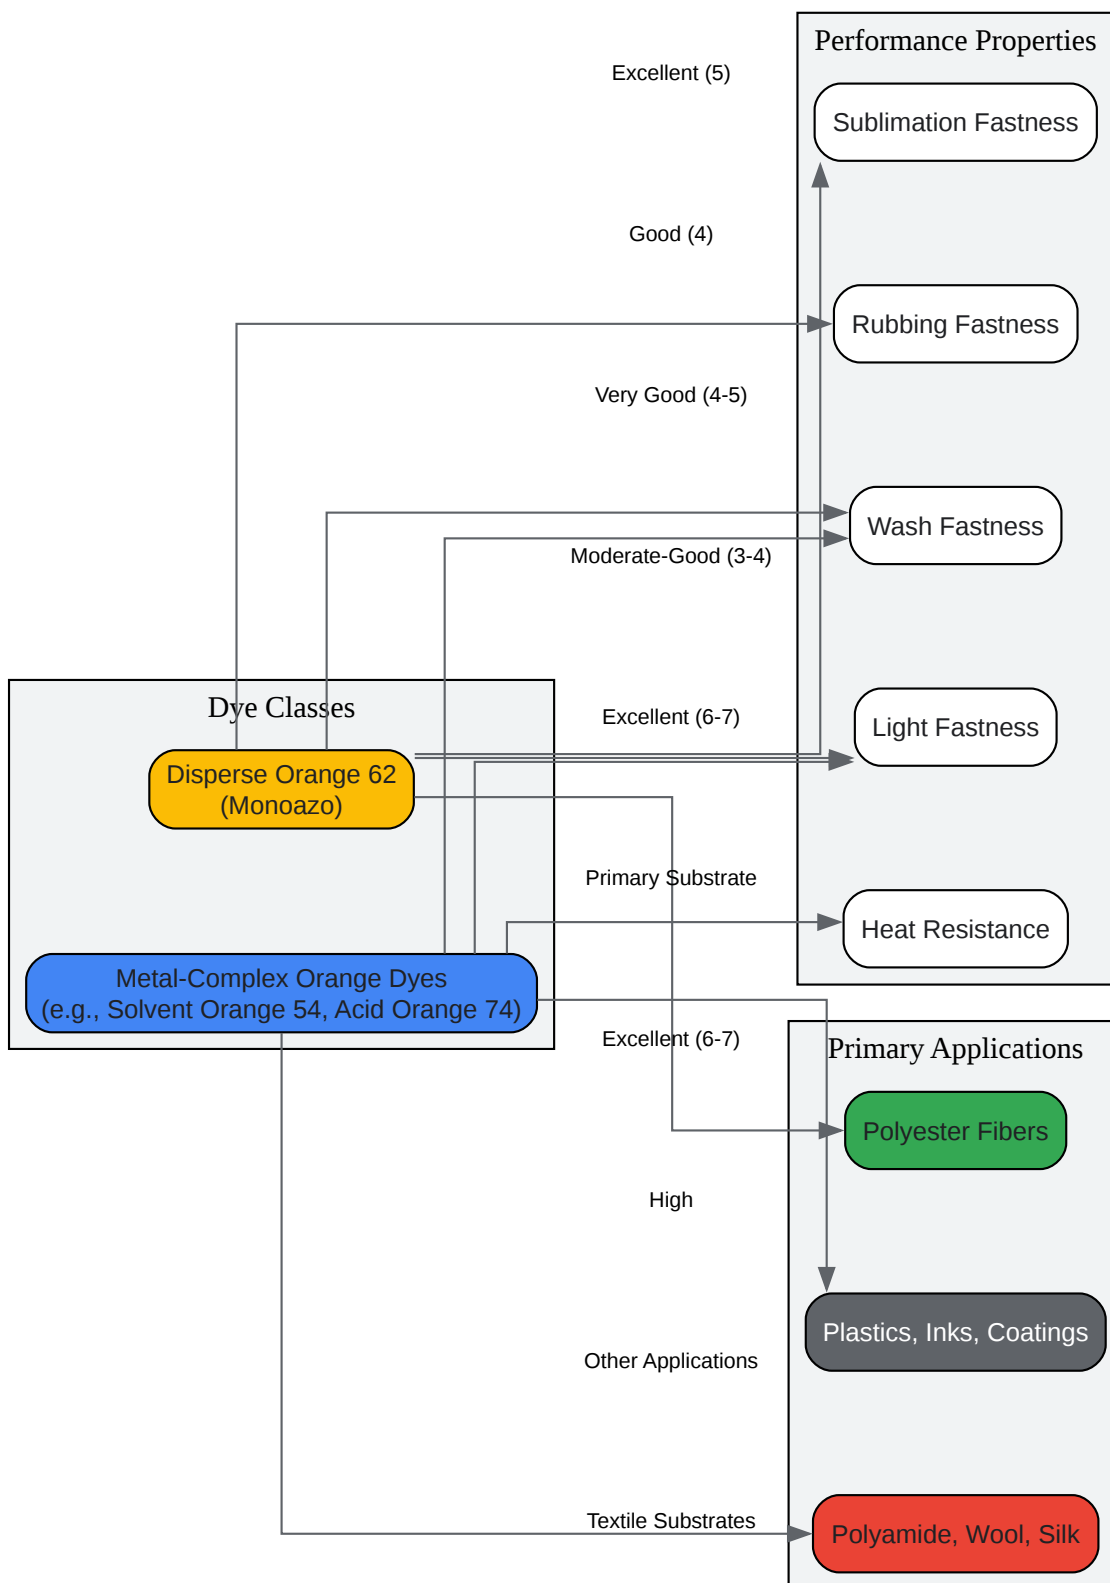 Performance Properties
Excellent (5)
Sublimation Fastness
Good (4)
Rubbing Fastness
Very Good (4-5)
Wash Fastness
Moderate-Good (3-4)
Dye Classes
Excellent (6-7)
Light Fastness
Disperse Orange 62
(Monoazo)
Primary Substrate
Heat Resistance
Metal-Complex Orange Dyes
(e.g., Solvent Orange 54, Acid Orange 74)
Excellent (6-7)
Primary Applications
Polyester Fibers
High
Plastics, Inks, Coatings
Other Applications
Textile Substrates
Polyamide, Wool, Silk